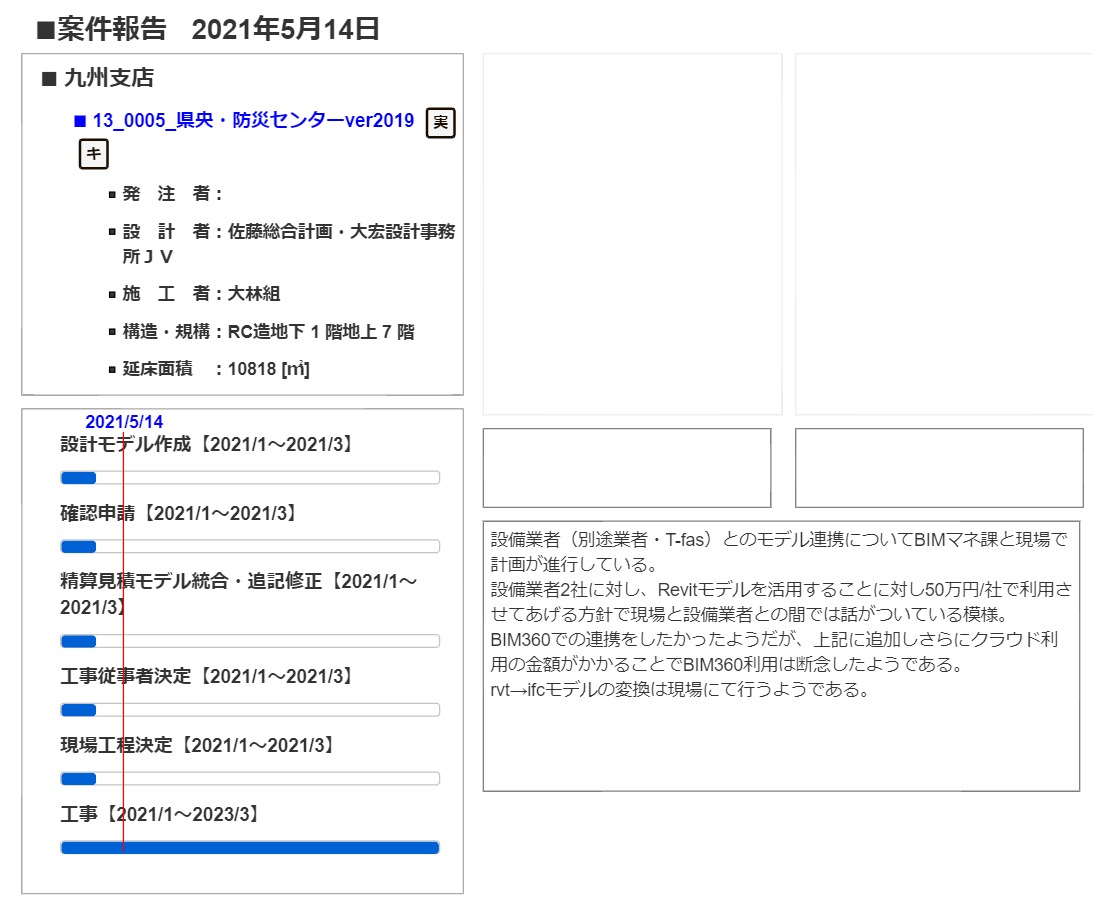 ■案件報告 2021年5月14日
■ 九州支店
■ 13_0005_県央・防災センターver2019 実
キ
▪ 発 注 者：
▪ 設 計 者：佐藤総合計画・大宏設計事務
所ＪＶ
▪ 施 工 者：大林組
▪ 構造・規構：RC造地下１階地上７階
▪ 延床面積 ：10818 [㎡]
2021/5/14
設計モデル作成【2021/1～2021/3】
確認申請【2021/1～2021/3】
精算見積モデル統合・追記修正【2021/1～
2021/3】
工事従事者決定【2021/1～2021/3】
現場工程決定【2021/1～2021/3】
工事【2021/1～2023/3】
設備業者（別途業者・T-fas）とのモデル連携についてBIMマネ課と現場で
計画が進行している。
設備業者2社に対し、Revitモデルを活用することに対し50万円/社で利用さ
せてあげる方針で現場と設備業者との間では話がついている模様。
BIM360での連携をしたかったようだが、上記に追加しさらにクラウド利
用の金額がかかることでBIM360利用は断念したようである。
rvt→ifcモデルの変換は現場にて行うようである。